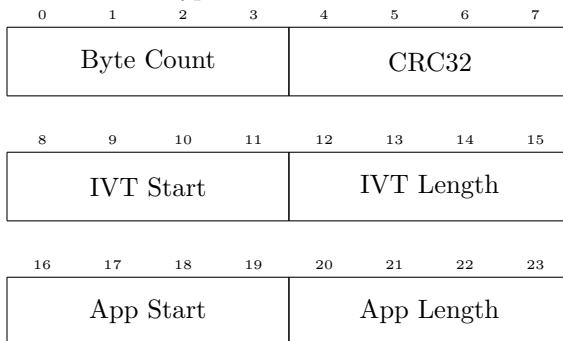 0 1 2 3 4 5 6 7
Byte Count CRC32
8 9 10 11 12 13 14 15
IVT Start IVT Length
16 17 18 19 20 21 22 23
App Start App Length